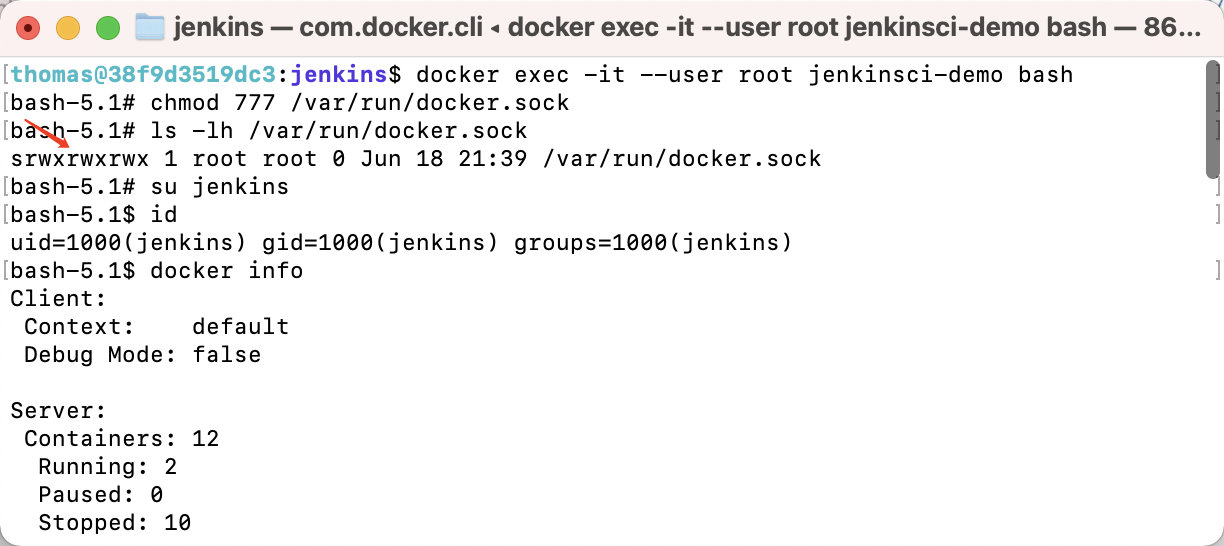 jenkins — com.docker.cli ◂ docker exec -it --user root jenkinsci-demo bash — 86...
[thomas@38f9d3519dc3:jenkins$ docker exec -it --user root jenkinsci-demo bash ]
[bash-5.1# chmod 777 /var/run/docker.sock ]
[bash-5.1# ls -lh /var/run/docker.sock ]
srwxrwxrwx 1 root root 0 Jun 18 21:39 /var/run/docker.sock
[bash-5.1# su jenkins ]
[bash-5.1$ id ]
uid=1000(jenkins) gid=1000(jenkins) groups=1000(jenkins)
[bash-5.1$ docker info ]
Client:
 Context:    default
 Debug Mode: false

Server:
 Containers: 12
  Running: 2
  Paused: 0
  Stopped: 10